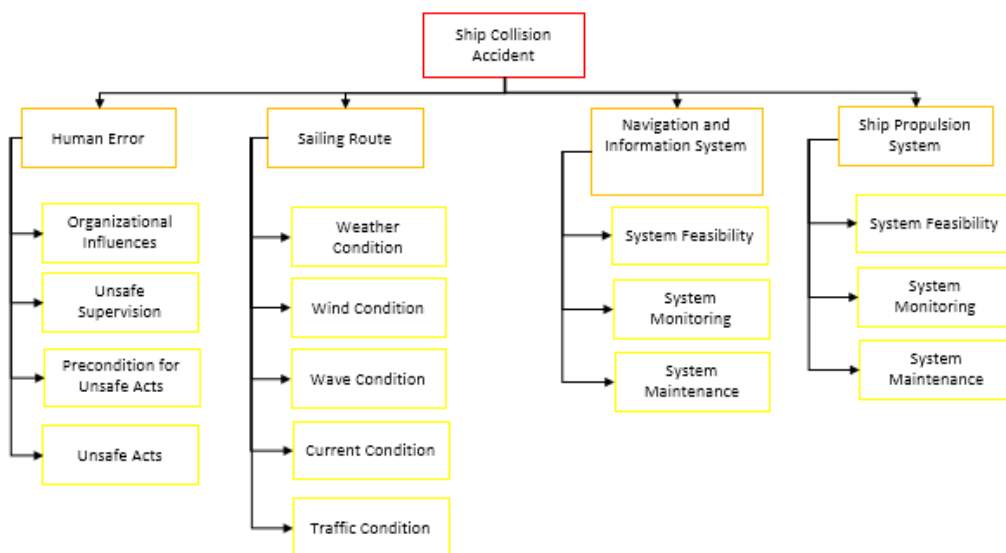 Ship Collision
Accident
Human Error
Sailing Route
Navigation and
Information System
Ship Propulsion
System
Organizational
Influences
Unsafe
Supervision
Precondition for
Unsafe Acts
Unsafe Acts
Weather
Condition
Wind Condition
Wave Condition
Current Condition
Traffic Condition
System Feasibility
System
Monitoring
System
Maintenance
System Feasibility
System
Monitoring
System
Maintenance